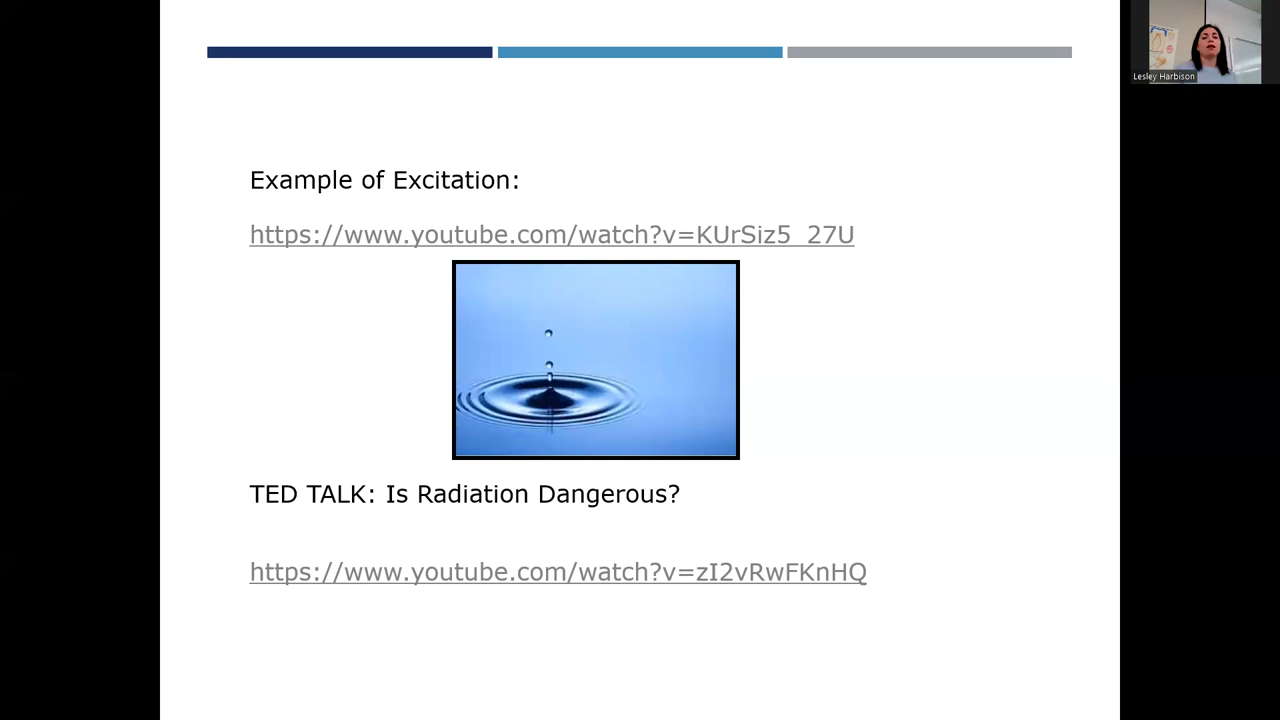 Lesley Harbison
Example of Excitation:
https://www.youtube.com/watch?v=KUrSiz5_27U
TED TALK: Is Radiation Dangerous?
https://www.youtube.com/watch?v=zI2vRwFKnHQ